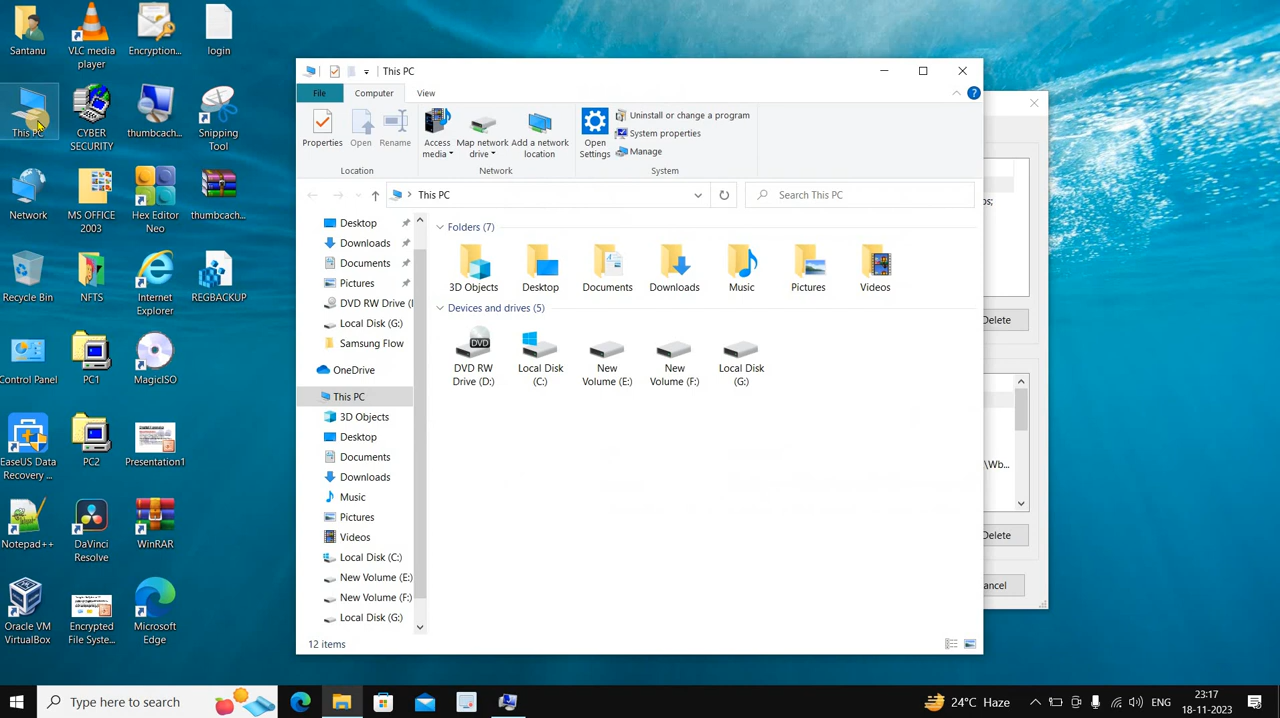 Santanu
VLC media
player
Encryption...
login
This PC
CYBER
SECURITY
thumbcach...
Snipping
Tool
Network
MS OFFICE
2003
Hex Editor
Neo
thumbcach...
Recycle Bin
NFTS
Internet
Explorer
REGBACKUP
Control Panel
PC1
MagicISO
EaseUS Data
Recovery ...
PC2
Presentation1
Notepad++
DaVinci
Resolve
WinRAR
Oracle VM
VirtualBox
Encrypted
File Syste...
Microsoft
Edge
This PC
File
Computer
View
Properties
Open
Rename
Location
Access
media
Map network
drive
Add a network
location
Network
Open
Settings
Uninstall or change a program
System properties
Manage
System
This PC
Search This PC
Desktop
Downloads
Documents
Pictures
DVD RW Drive (
Local Disk (G:)
Samsung Flow
OneDrive
This PC
3D Objects
Desktop
Documents
Downloads
Music
Pictures
Videos
Local Disk (C:)
New Volume (E:)
New Volume (F:)
Local Disk (G:)
Folders (7)
3D Objects
Desktop
Documents
Downloads
Music
Pictures
Videos
Devices and drives (5)
DVD
DVD RW
Drive (D:)
Local Disk
(C:)
New
Volume (E:)
New
Volume (F:)
Local Disk
(G:)
12 items
ps;
Delete
\Wb...
Delete
ancel
Type here to search
24°C Haze
ENG
23:17
18-11-2023